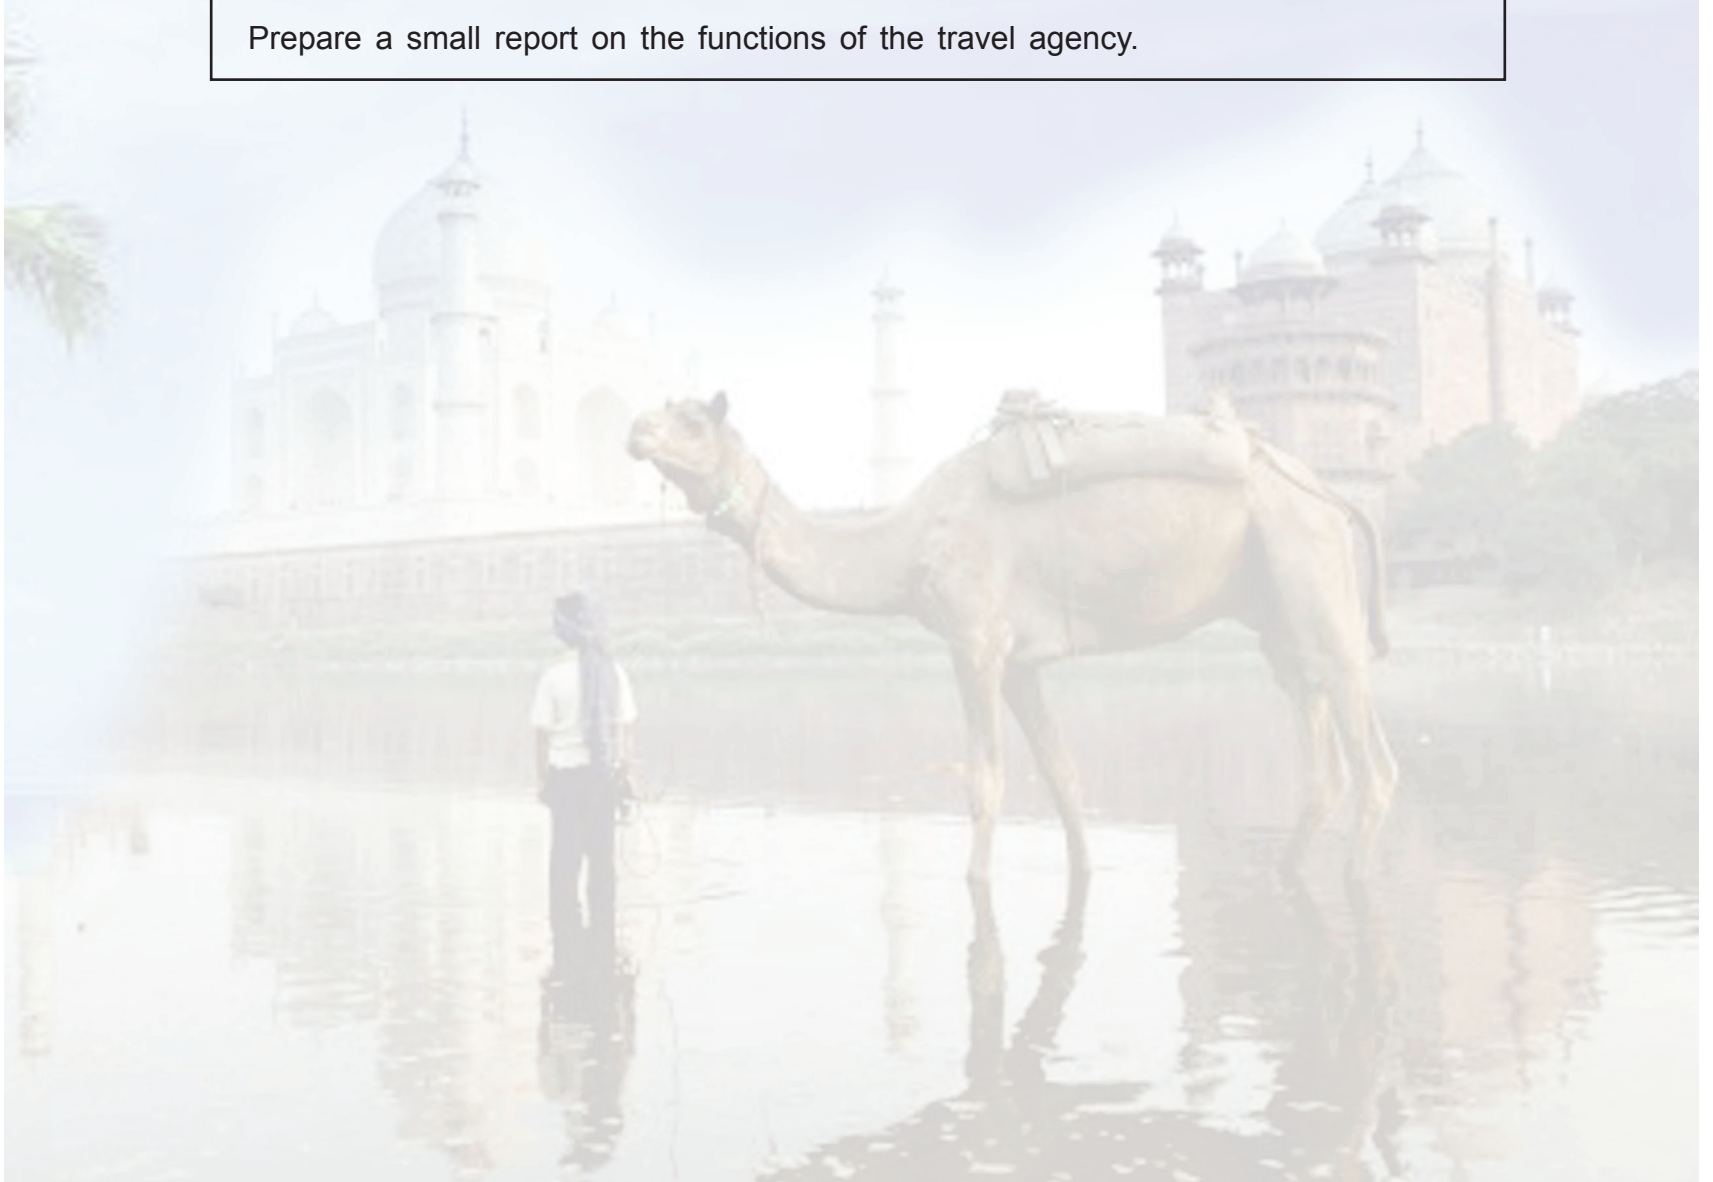 Prepare a small report on the functions of the travel agency.